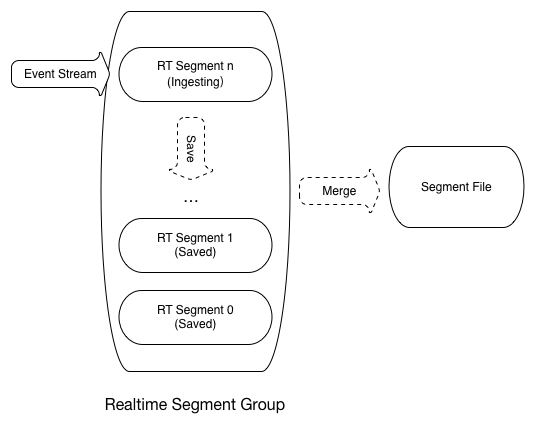 Event Stream
RT Segment n
(Ingesting)
Save
...
RT Segment 1
(Saved)
RT Segment 0
(Saved)
Merge
Segment File
Realtime Segment Group